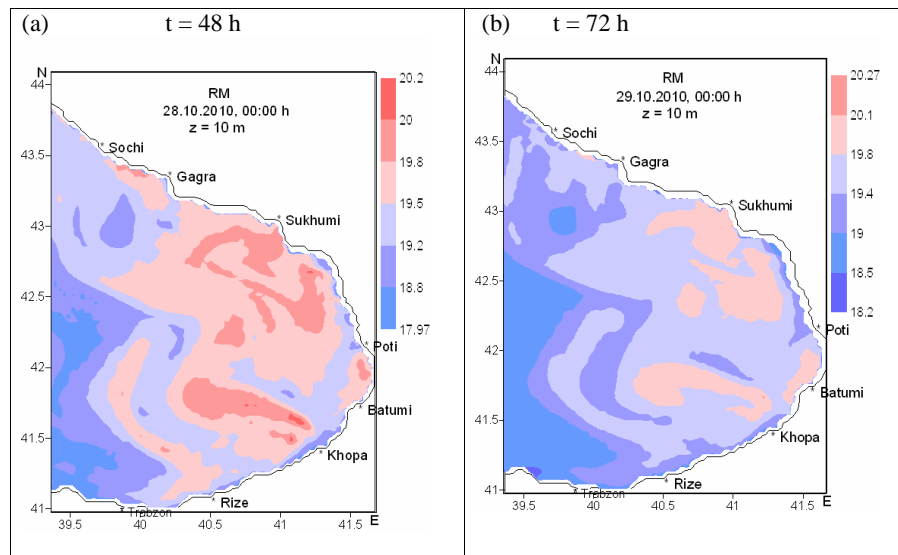 (a) t = 48 h
N
44
RM
28.10.2010, 00:00 h
z = 10 m
* Sochi
43.5
* Gagra
43
Sukhumi *
42.5
* Poti
42
* Batumi
41.5
* Khopa
* Rize
41
* Trabzon
39.5 40 40.5 41 41.5 E
20.2
20
19.8
19.5
19.2
18.8
17.97
(b) t = 72 h
N
44
RM
29.10.2010, 00:00 h
z = 10 m
* Sochi
43.5
* Gagra
43
Sukhumi *
42.5
* Poti
42
* Batumi
41.5
* Khopa
* Rize
41
* Trabzon
39.5 40 40.5 41 41.5 E
20.27
20.1
19.8
19.4
19
18.5
18.2